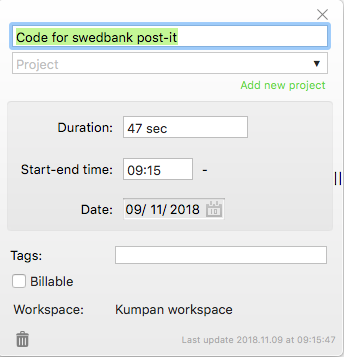 Code for swedbank post-it
Project
Add new project
Duration: 47 sec
Start-end time: 09:15 -
Date: 09/ 11/ 2018
Tags:
Billable
Workspace: Kumpan workspace
Last update 2018.11.09 at 09:15:47